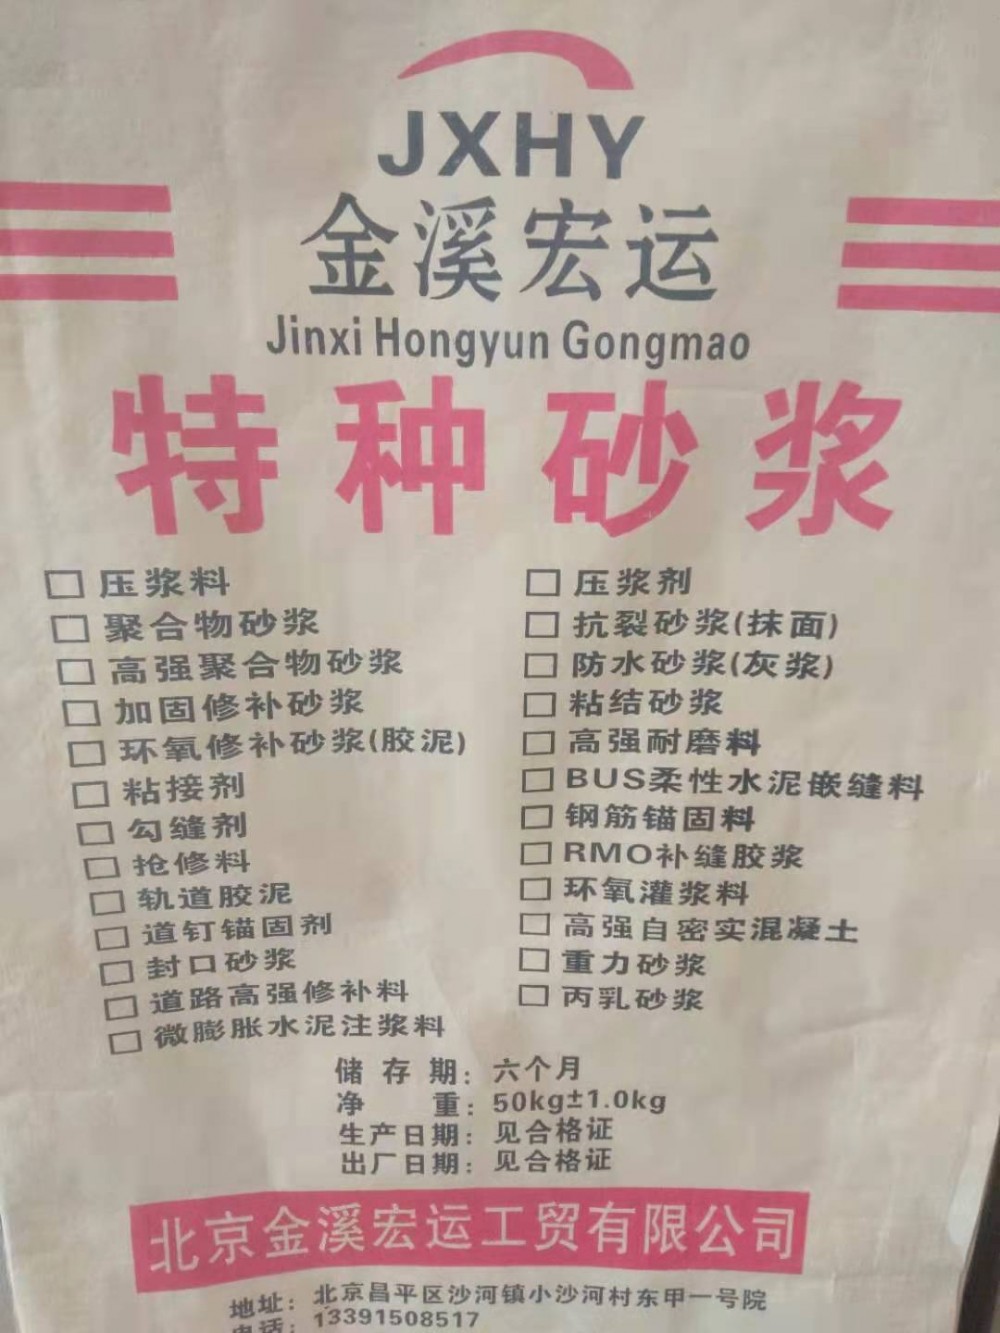 JXHY
金溪宏运
Jinxi Hongyun Gongmao
特种砂浆
□ 压浆料
□ 聚合物砂浆
□ 高强聚合物砂浆
□ 加固修补砂浆
□ 环氧修补砂浆(胶泥)
□ 粘接剂
□ 勾缝剂
□ 抢修料
□ 轨道胶泥
□ 道钉锚固剂
□ 封口砂浆
□ 道路高强修补料
□ 微膨胀水泥注浆料
□ 压浆剂
□ 抗裂砂浆(抹面)
□ 防水砂浆(灰浆)
□ 粘结砂浆
□ 高强耐磨料
□ BUS柔性水泥嵌缝料
□ 钢筋锚固料
□ RMO补缝胶浆
□ 环氧灌浆料
□ 高强自密实混凝土
□ 重力砂浆
□ 丙乳砂浆
储存期：六个月
净重：50kg±1.0kg
生产日期：见合格证
出厂日期：见合格证
北京金溪宏运工贸有限公司
地址：北京昌平区沙河镇小沙河村东甲一号院
电话：13391508517